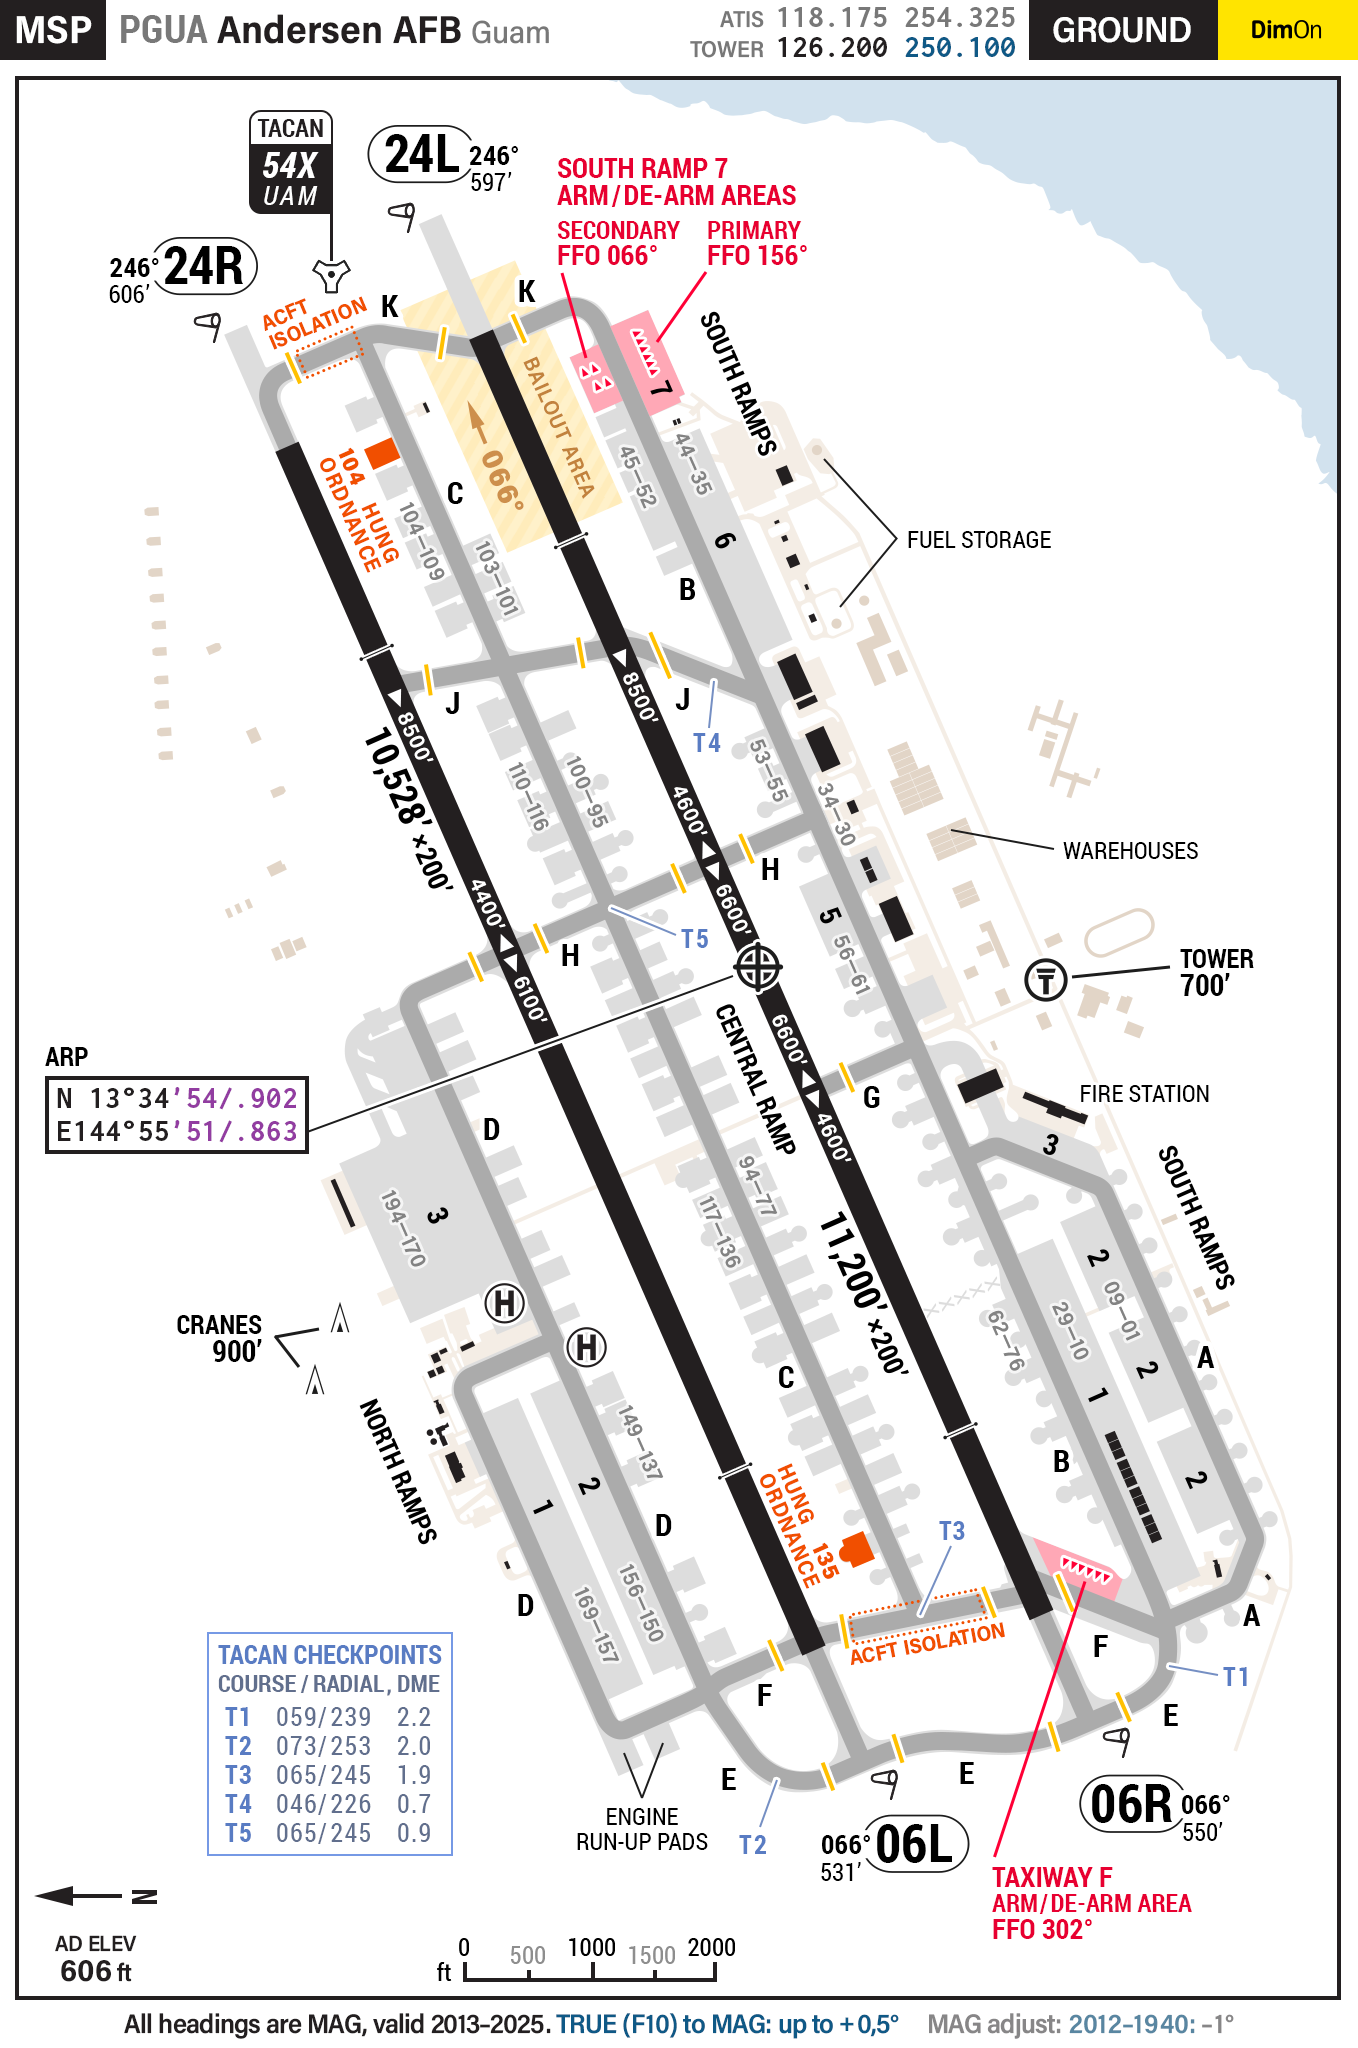 MSP
PGUA Andersen AFB Guam
ATIS 118.175 254.325
TOWER 126.200 250.100
GROUND
DimOn
TACAN
54X
UAM
24L 246°
597’
246° 24R
606’
SOUTH RAMP 7
ARM/DE-ARM AREAS
SECONDARY
FFO 066°
PRIMARY
FFO 156°
ACFT
ISOLATION
K
K
BAILOUT AREA
066°
7
SOUTH RAMPS
104 HUNG
ORDNANCE
C
104–109
103–101
45–52
44–35
6
B
FUEL STORAGE
J
J
T4
8500’
8500’
10,528’ ×200’
110–116
100–95
53–55
34–30
4600’
6600’
H
WAREHOUSES
4400’
6100’
H
T5
5
56–61
TOWER
700’
ARP
N 13°34’54/.902
E144°55’51/.863
CENTRAL RAMP
6600’
4600’
G
FIRE STATION
3
D
3
194–170
94–77
117–136
SOUTH RAMPS
11,200’ ×200’
H
H
CRANES
900’
2
09–01
29–10
62–76
2
A
1
C
B
2
NORTH RAMPS
149–137
2
1
D
HUNG 135
ORDNANCE
T3
D
169–157
156–150
ACFT ISOLATION
F
F
A
T1
E
E
E
T2
ENGINE
RUN-UP PADS
066° 06L
531’
06R 066°
550’
TAXIWAY F
ARM/DE-ARM AREA
FFO 302°
TACAN CHECKPOINTS
COURSE/RADIAL, DME
T1 059/239 2.2
T2 073/253 2.0
T3 065/245 1.9
T4 046/226 0.7
T5 065/245 0.9
N
AD ELEV
606 ft
ft 0 500 1000 1500 2000
All headings are MAG, valid 2013–2025. TRUE (F10) to MAG: up to +0,5° MAG adjust: 2012–1940: –1°